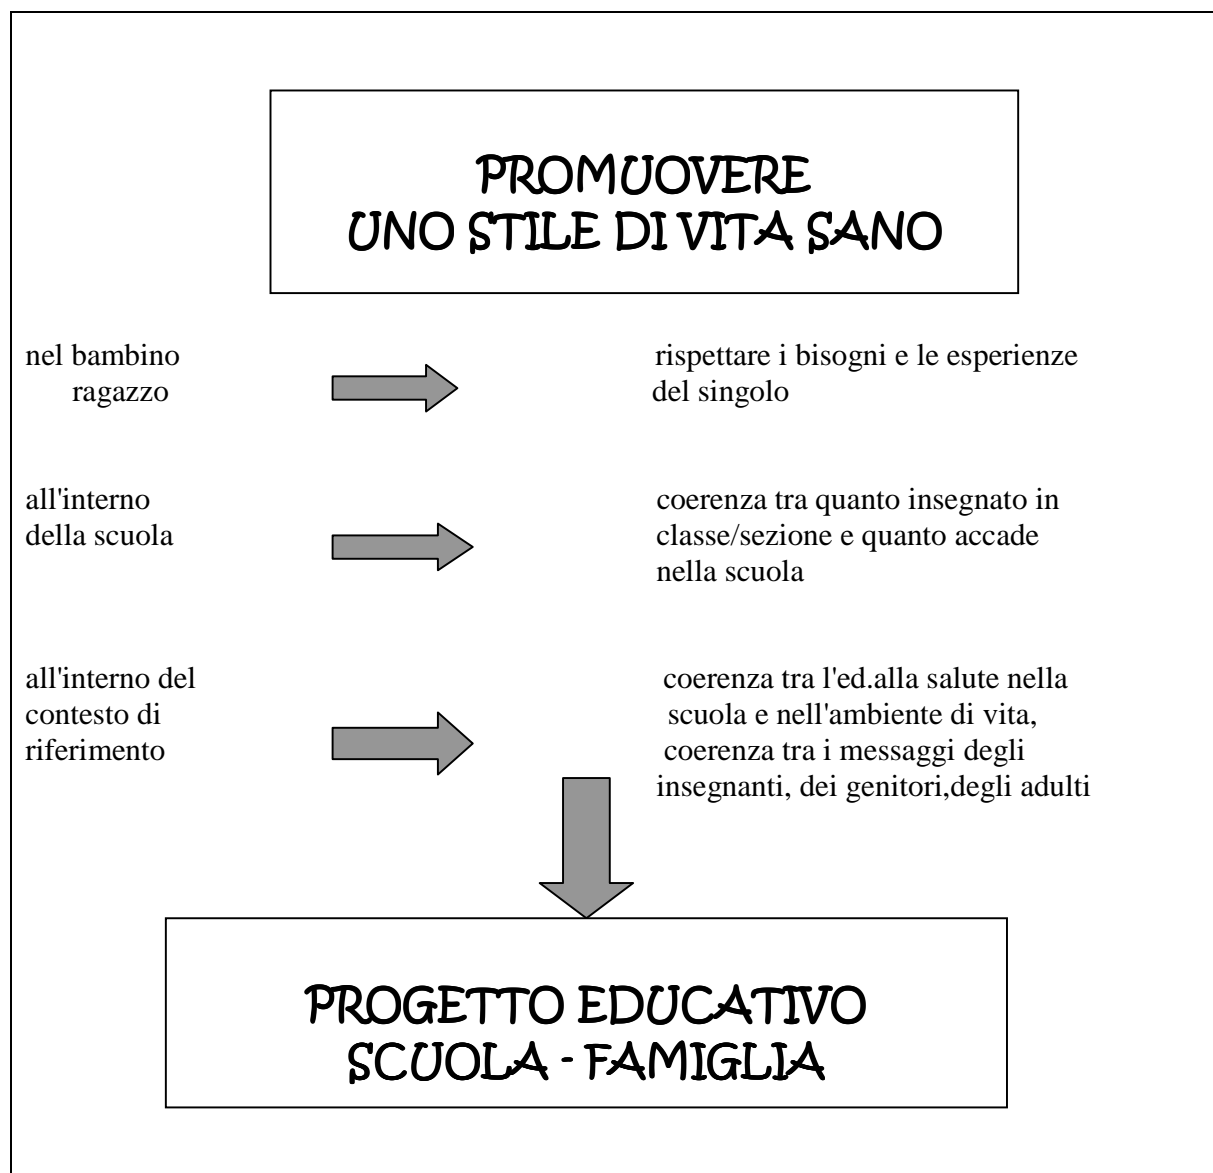 PROMUOVERE
UNO STILE DI VITA SANO
nel bambino
ragazzo
rispettare i bisogni e le esperienze
del singolo
all'interno
della scuola
coerenza tra quanto insegnato in
classe/sezione e quanto accade
nella scuola
all'interno del
contesto di
riferimento
coerenza tra l'ed.alla salute nella
scuola e nell'ambiente di vita,
coerenza tra i messaggi degli
insegnanti, dei genitori,degli adulti
PROGETTO EDUCATIVO
SCUOLA - FAMIGLIA